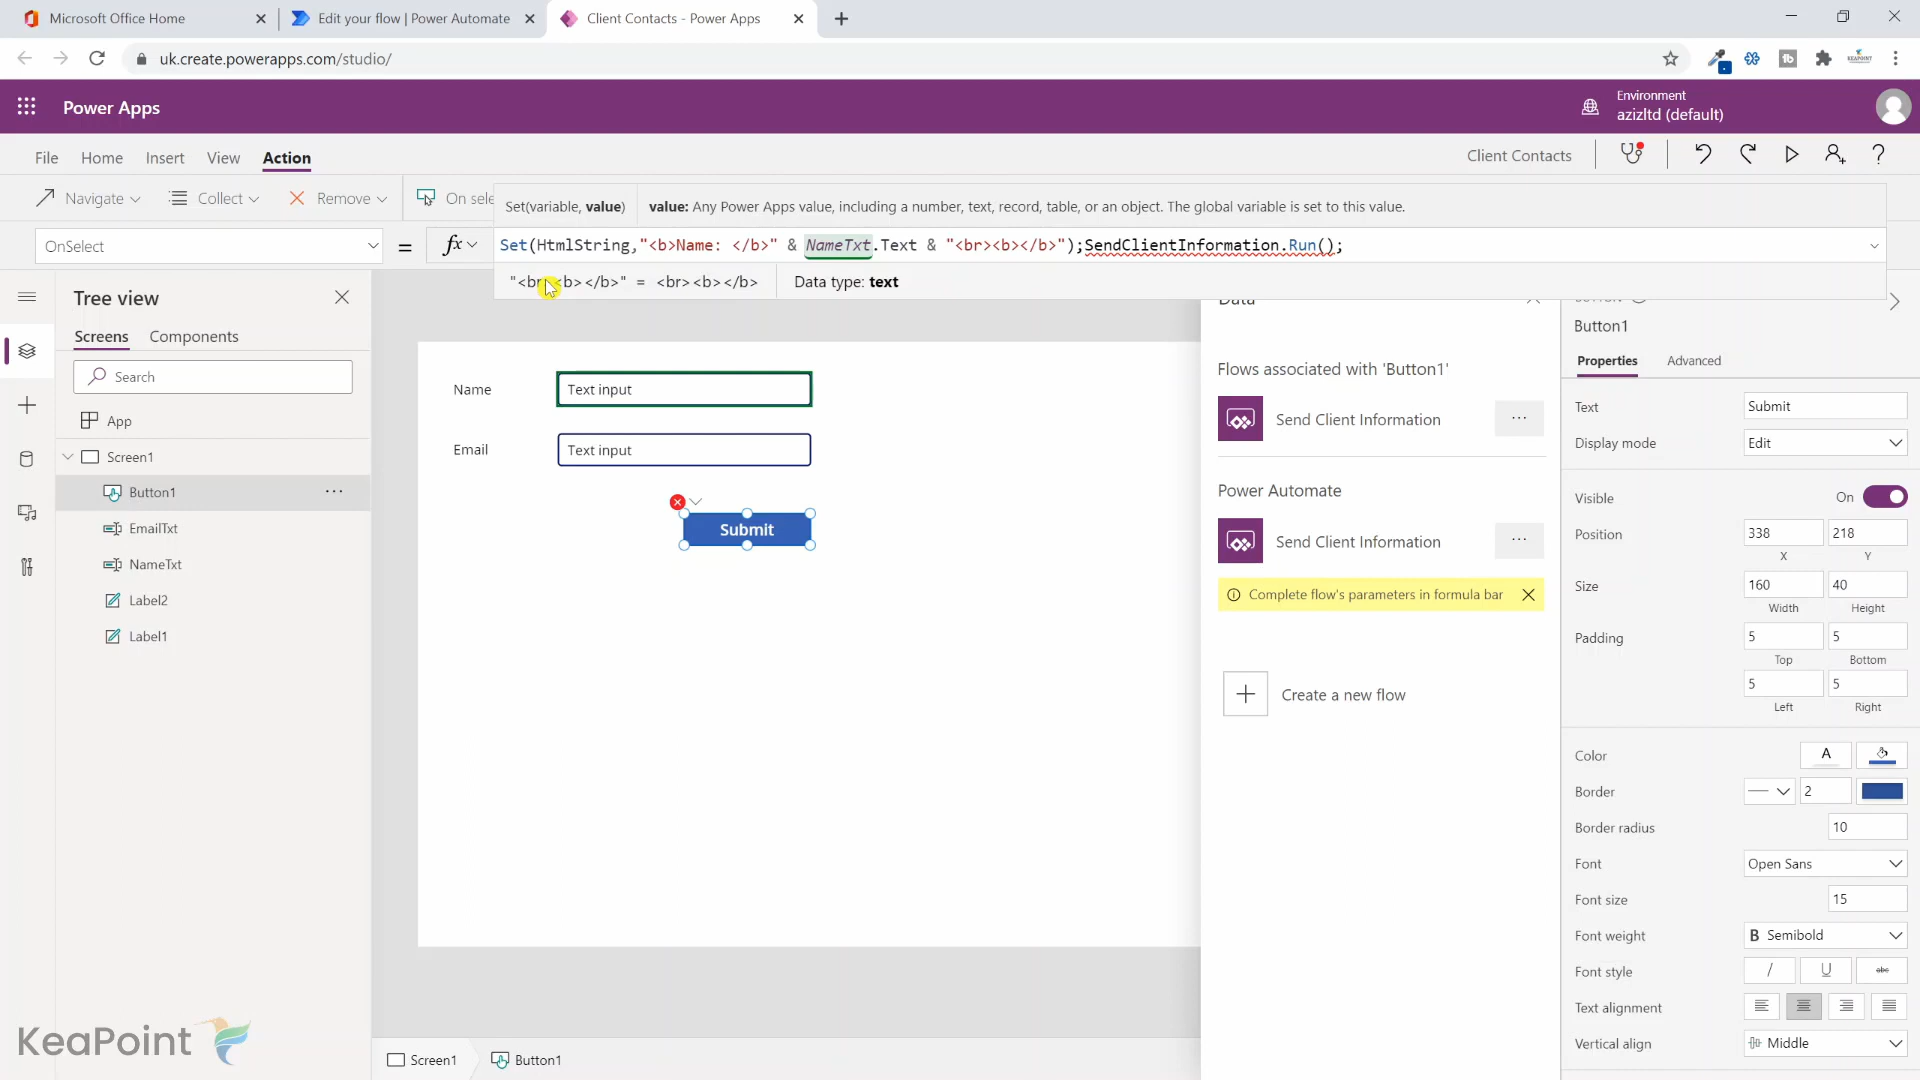 Microsoft Office Home
Edit your flow | Power Automate
Client Contacts - Power Apps
uk.create.powerapps.com/studio/
Power Apps
Environment
azizltd (default)
File
Home
Insert
View
Action
Client Contacts
Navigate
Collect
Remove
On sele
Set(variable, value)
value: Any Power Apps value, including a number, text, record, table, or an object. The global variable is set to this value.
OnSelect
=
fx
Set(HtmlString,"<b>Name: </b>" & NameTxt.Text & "<br><b></b>");SendClientInformation.Run();
"<br><b></b>" = <br><b></b>
Data type: text
Tree view
Screens
Components
Search
App
Screen1
Button1
EmailTxt
NameTxt
Label2
Label1
Name
Text input
Email
Text input
Submit
Data
Flows associated with 'Button1'
Send Client Information
Power Automate
Send Client Information
Complete flow's parameters in formula bar
Create a new flow
Button1
Properties
Advanced
Text
Submit
Display mode
Edit
Visible
On
Position
338
218
X
Y
Size
160
40
Width
Height
Padding
5
5
Top
Bottom
5
5
Left
Right
Color
A
Border
2
Border radius
10
Font
Open Sans
Font size
15
Font weight
B Semibold
Font style
/
U
abc
Text alignment
Vertical align
Middle
Screen1
Button1
KeaPoint